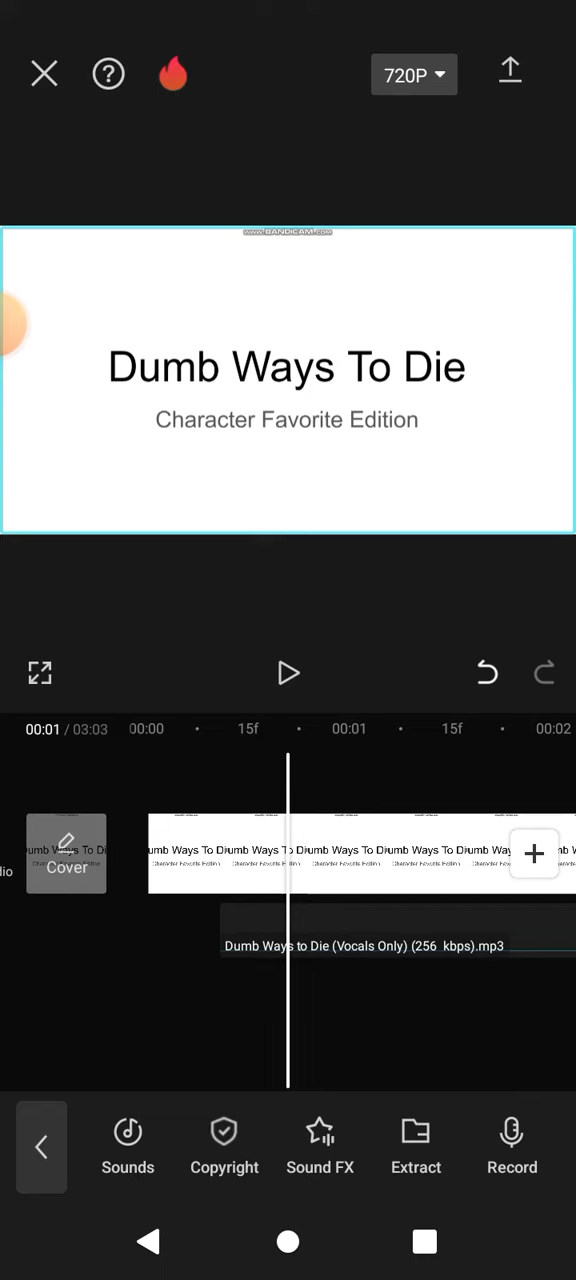 720P
www.BANDICAM.com
Dumb Ways To Die
Character Favorite Edition
00:01 / 03:03 00:00 15f 00:01 15f 00:02
Cover
dio
Dumb Ways to Die (Vocals Only) (256 kbps).mp3
Sounds Copyright Sound FX Extract Record